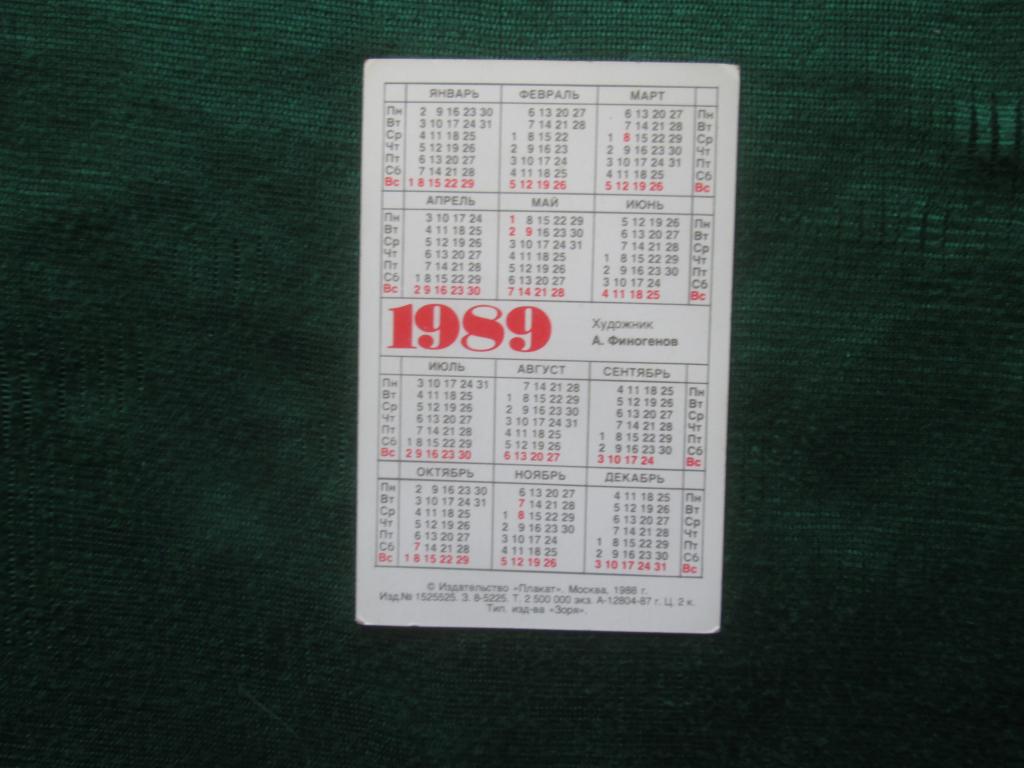 ЯНВАРЬ ФЕВРАЛЬ МАРТ
Пн 2 9 16 23 30 6 13 20 27 6 13 20 27 Пн
Вт 3 10 17 24 31 7 14 21 28 7 14 21 28 Вт
Ср 4 11 18 25 1 8 15 22 1 8 15 22 29 Ср
Чт 5 12 19 26 2 9 16 23 2 9 16 23 30 Чт
Пт 6 13 20 27 3 10 17 24 3 10 17 24 31 Пт
Сб 7 14 21 28 4 11 18 25 4 11 18 25 Сб
Вс 1 8 15 22 29 5 12 19 26 5 12 19 26 Вс
АПРЕЛЬ МАЙ ИЮНЬ
Пн 3 10 17 24 1 8 15 22 29 5 12 19 26 Пн
Вт 4 11 18 25 2 9 16 23 30 6 13 20 27 Вт
Ср 5 12 19 26 3 10 17 24 31 7 14 21 28 Ср
Чт 6 13 20 27 4 11 18 25 1 8 15 22 29 Чт
Пт 7 14 21 28 5 12 19 26 2 9 16 23 30 Пт
Сб 1 8 15 22 29 6 13 20 27 3 10 17 24 Сб
Вс 2 9 16 23 30 7 14 21 28 4 11 18 25 Вс
1989
Художник
А. Финогенов
ИЮЛЬ АВГУСТ СЕНТЯБРЬ
Пн 3 10 17 24 31 7 14 21 28 4 11 18 25 Пн
Вт 4 11 18 25 1 8 15 22 29 5 12 19 26 Вт
Ср 5 12 19 26 2 9 16 23 30 6 13 20 27 Ср
Чт 6 13 20 27 3 10 17 24 31 7 14 21 28 Чт
Пт 7 14 21 28 4 11 18 25 1 8 15 22 29 Пт
Сб 1 8 15 22 29 5 12 19 26 2 9 16 23 30 Сб
Вс 2 9 16 23 30 6 13 20 27 3 10 17 24 Вс
ОКТЯБРЬ НОЯБРЬ ДЕКАБРЬ
Пн 2 9 16 23 30 6 13 20 27 4 11 18 25 Пн
Вт 3 10 17 24 31 7 14 21 28 5 12 19 26 Вт
Ср 4 11 18 25 1 8 15 22 29 6 13 20 27 Ср
Чт 5 12 19 26 2 9 16 23 30 7 14 21 28 Чт
Пт 6 13 20 27 3 10 17 24 1 8 15 22 29 Пт
Сб 7 14 21 28 4 11 18 25 2 9 16 23 30 Сб
Вс 1 8 15 22 29 5 12 19 26 3 10 17 24 31 Вс
© Издательство «Плакат». Москва, 1988 г.
Изд.№ 1525525. З. 8-5225. Т. 2 500 000 экз. А-12804-87 г. Ц. 2 к.
Тип. изд-ва «Зоря».